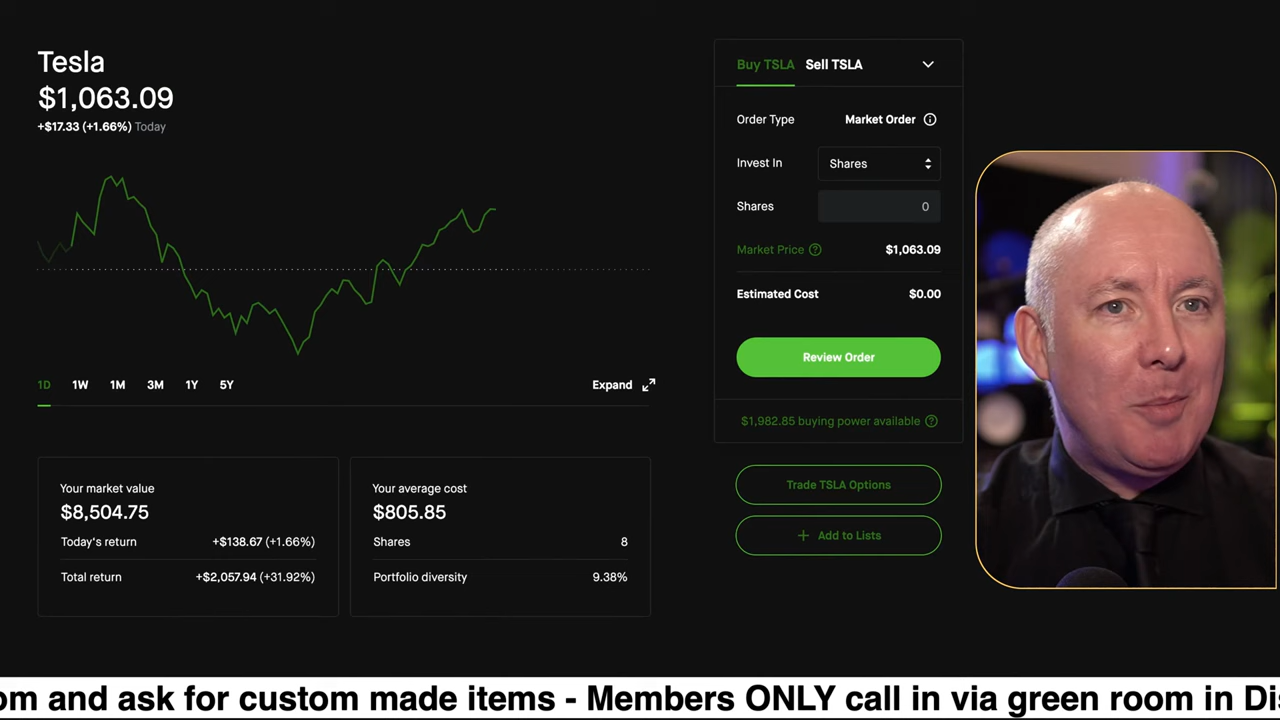 Tesla
$1,063.09
+$17.33 (+1.66%) Today
1D 1W 1M 3M 1Y 5Y
Expand
Your market value
$8,504.75
Today's return +$138.67 (+1.66%)
Total return +$2,057.94 (+31.92%)
Your average cost
$805.85
Shares 8
Portfolio diversity 9.38%
Buy TSLA Sell TSLA
Order Type Market Order
Invest In Shares
Shares 0
Market Price $1,063.09
Estimated Cost $0.00
Review Order
$1,982.85 buying power available
Trade TSLA Options
+ Add to Lists
om and ask for custom made items - Members ONLY call in via green room in Dis